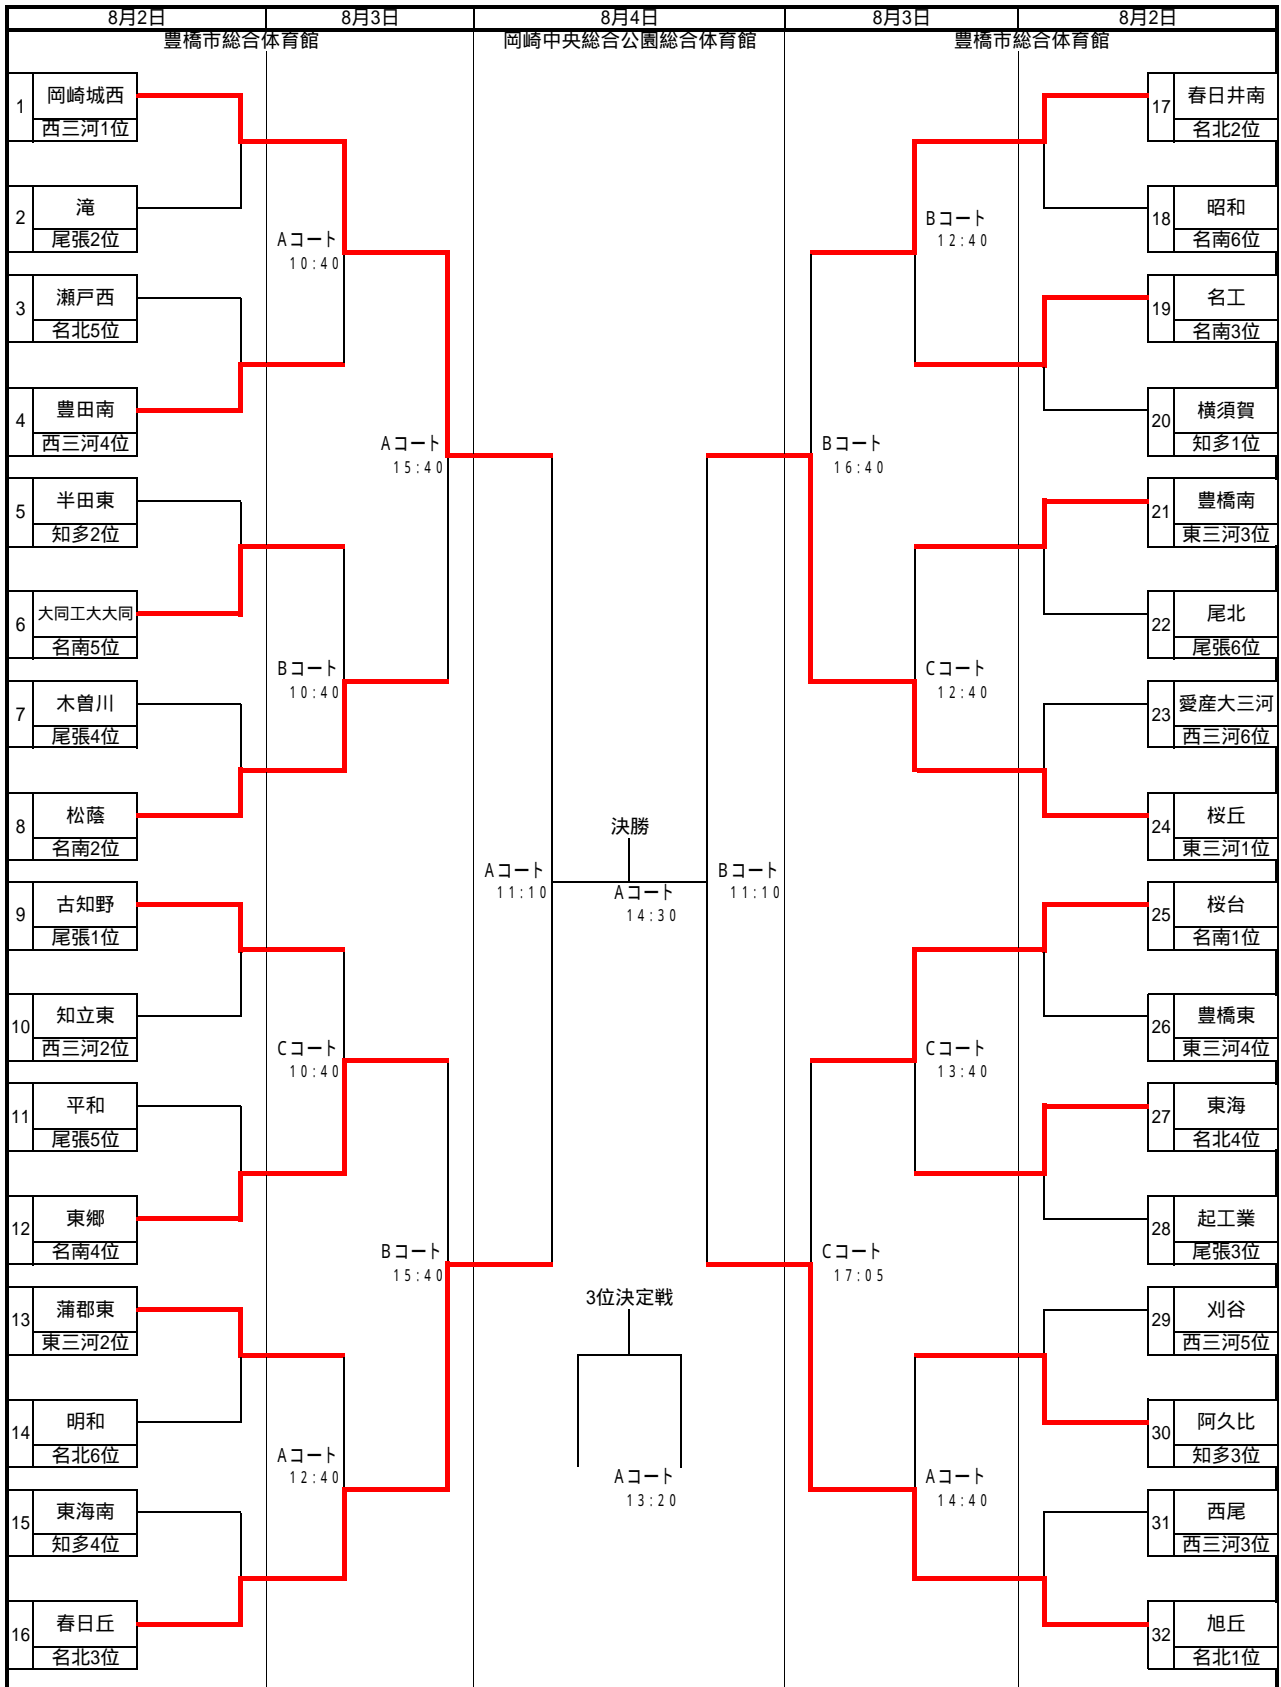 8月2日 8月3日 8月4日 8月3日 8月2日
豊橋市総合体育館 岡崎中央総合公園総合体育館 豊橋市総合体育館
1 岡崎城西
西三河1位
2 滝
尾張2位
3 瀬戸西
名北5位
4 豊田南
西三河4位
5 半田東
知多2位
6 大同工大大同
名南5位
7 木曽川
尾張4位
8 松蔭
名南2位
9 古知野
尾張1位
10 知立東
西三河2位
11 平和
尾張5位
12 東郷
名南4位
13 蒲郡東
東三河2位
14 明和
名北6位
15 東海南
知多4位
16 春日丘
名北3位
Aコート
10:40
Bコート
10:40
Cコート
10:40
Aコート
12:40
Aコート
15:40
Bコート
15:40
Aコート
11:10
決勝
Aコート
14:30
3位決定戦
Aコート
13:20
Bコート
11:10
Bコート
16:40
Cコート
17:05
Bコート
12:40
Cコート
12:40
Cコート
13:40
Aコート
14:40
17 春日井南
名北2位
18 昭和
名南6位
19 名工
名南3位
20 横須賀
知多1位
21 豊橋南
東三河3位
22 尾北
尾張6位
23 愛産大三河
西三河6位
24 桜丘
東三河1位
25 桜台
名南1位
26 豊橋東
東三河4位
27 東海
名北4位
28 起工業
尾張3位
29 刈谷
西三河5位
30 阿久比
知多3位
31 西尾
西三河3位
32 旭丘
名北1位